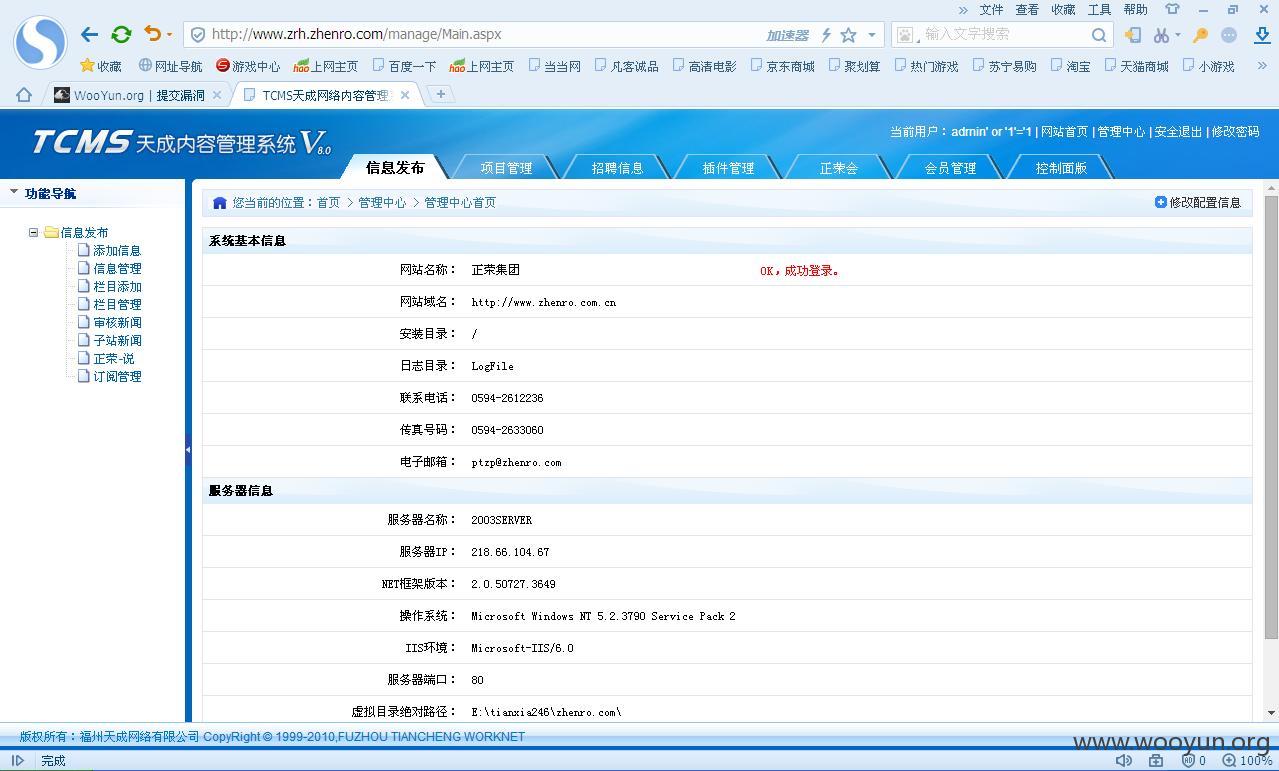 » 文件 查看 收藏 工具 帮助
http://www.zrh.zhenro.com/manage/Main.aspx 加速器 输入文字搜索
收藏 网址导航 游戏中心 hao上网主页 百度一下 hao上网主页 当当网 凡客诚品 高清电影 京东商城 聚划算 热门游戏 苏宁易购 淘宝 天猫商城 小游戏 »
WooYun.org | 提交漏洞 × TCMS天成网络内容管理 × +
TCMS 天成内容管理系统 V8.0
当前用户： admin' or '1'='1 | 网站首页 | 管理中心 | 安全退出 | 修改密码
信息发布 项目管理 招聘信息 插件管理 正荣会 会员管理 控制面版
功能导航
信息发布
添加信息
信息管理
栏目添加
栏目管理
审核新闻
子站新闻
正荣-说
订阅管理
您当前的位置：首页 > 管理中心 > 管理中心首页 修改配置信息
系统基本信息
网站名称： 正荣集团 OK，成功登录。
网站域名： http://www.zhenro.com.cn
安装目录： /
日志目录： LogFile
联系电话： 0594-2612236
传真号码： 0594-2633060
电子邮箱： ptzp@zhenro.com
服务器信息
服务器名称： 2003SERVER
服务器IP： 218.66.104.67
NET框架版本： 2.0.50727.3649
操作系统： Microsoft Windows NT 5.2.3790 Service Pack 2
IIS环境： Microsoft-IIS/6.0
服务器端口： 80
虚拟目录绝对路径： E:\tianxia246\zhenro.com\
版权所有：福州天成网络有限公司 CopyRight © 1999-2010,FUZHOU TIANCHENG WORKNET
www.wooyun.org
完成 0 100%